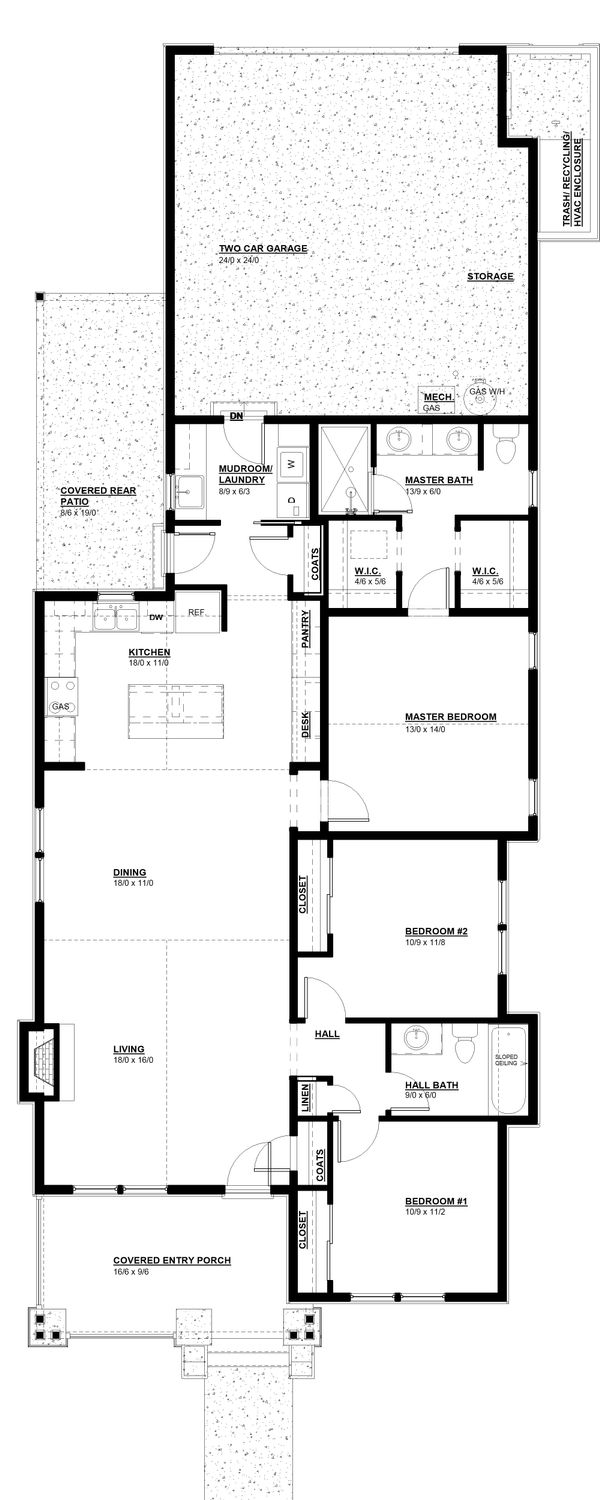 TRASH/ RECYCLING/
HVAC ENCLOSURE
TWO CAR GARAGE
24/0 x 24/0
STORAGE
MECH.
GAS
GAS W/H
DN
MUDROOM/
LAUNDRY
8/9 x 6/3
W
D
MASTER BATH
13/9 x 6/0
COVERED REAR
PATIO
8/6 x 19/0
COATS
W.I.C.
4/6 x 5/6
W.I.C.
4/6 x 5/6
DW
REF.
PANTRY
KITCHEN
18/0 x 11/0
GAS
DESK
MASTER BEDROOM
13/0 x 14/0
DINING
18/0 x 11/0
CLOSET
BEDROOM #2
10/9 x 11/8
HALL
LIVING
18/0 x 16/0
SLOPED
CEILING
HALL BATH
9/0 x 6/0
LINEN
COATS
BEDROOM #1
10/9 x 11/2
CLOSET
COVERED ENTRY PORCH
16/6 x 9/6